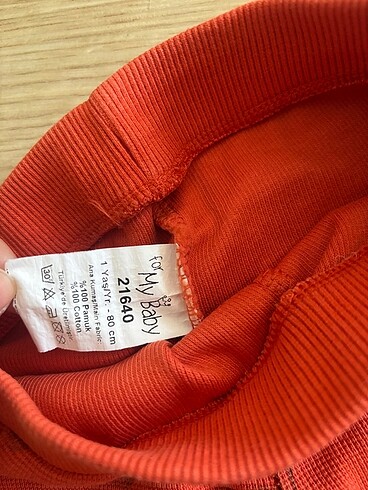 for My Baby
21640
1 Yaş/Yr. - 80 cm
Ana Kumaş/Main Fabric
%100 Pamuk
%100 Cotton
Türkiye'de Üretilmiştir.
30